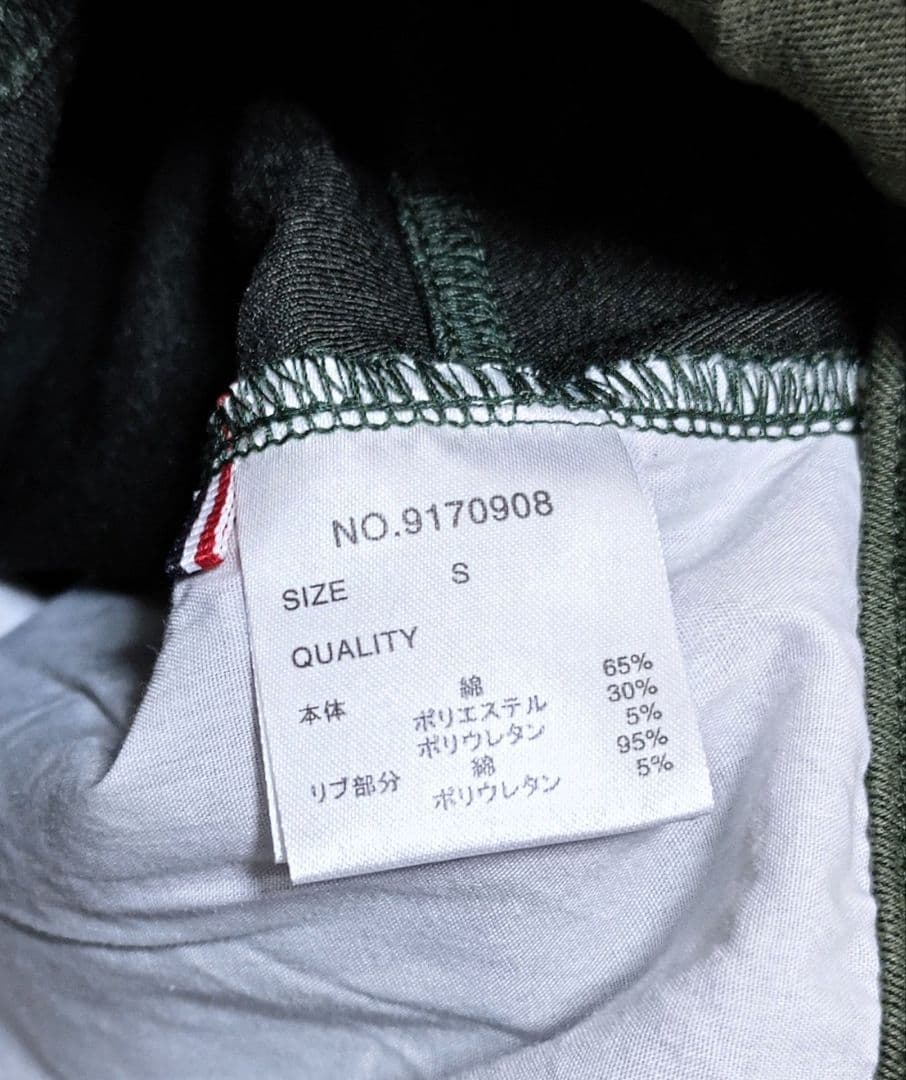 NO.9170908
SIZE S
QUALITY
本体 綿 65%
ポリエステル 30%
ポリウレタン 5%
リブ部分 綿 95%
ポリウレタン 5%